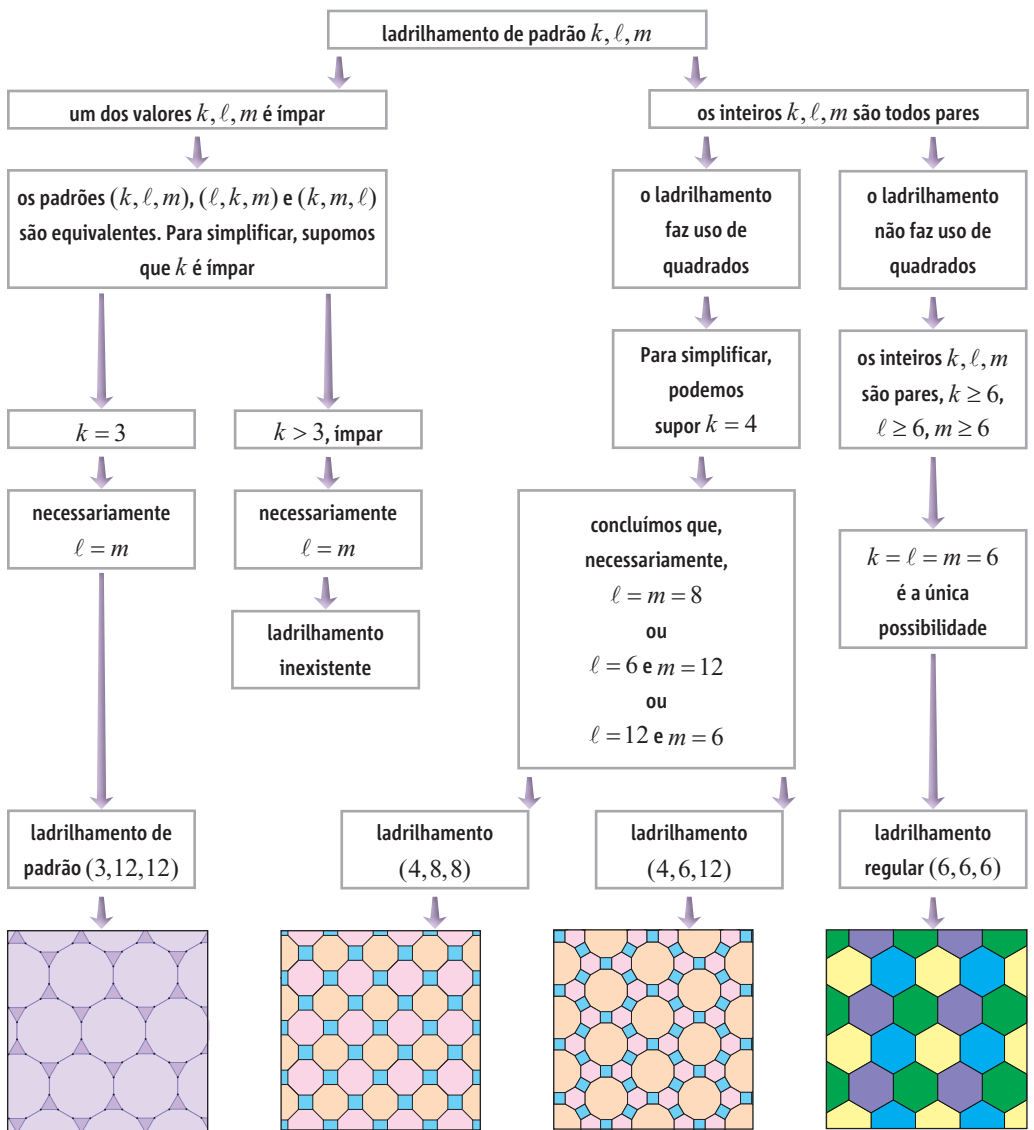 ladrilhamento de padrão k, ℓ, m
um dos valores k, ℓ, m é ímpar
os inteiros k, ℓ, m são todos pares
os padrões (k, ℓ, m), (ℓ, k, m) e (k, m, ℓ)
são equivalentes. Para simplificar, supomos
que k é ímpar
o ladrilhamento
faz uso de
quadrados
o ladrilhamento
não faz uso de
quadrados
k = 3
k > 3, ímpar
Para simplificar,
podemos
supor k = 4
os inteiros k, ℓ, m
são pares, k ≥ 6,
ℓ ≥ 6, m ≥ 6
necessariamente
ℓ = m
necessariamente
ℓ = m
ladrilhamento
inexistente
concluímos que,
necessariamente,
ℓ = m = 8
ou
ℓ = 6 e m = 12
ou
ℓ = 12 e m = 6
k = ℓ = m = 6
é a única
possibilidade
ladrilhamento de
padrão (3,12,12)
ladrilhamento
(4,8,8)
ladrilhamento
(4,6,12)
ladrilhamento
regular (6,6,6)